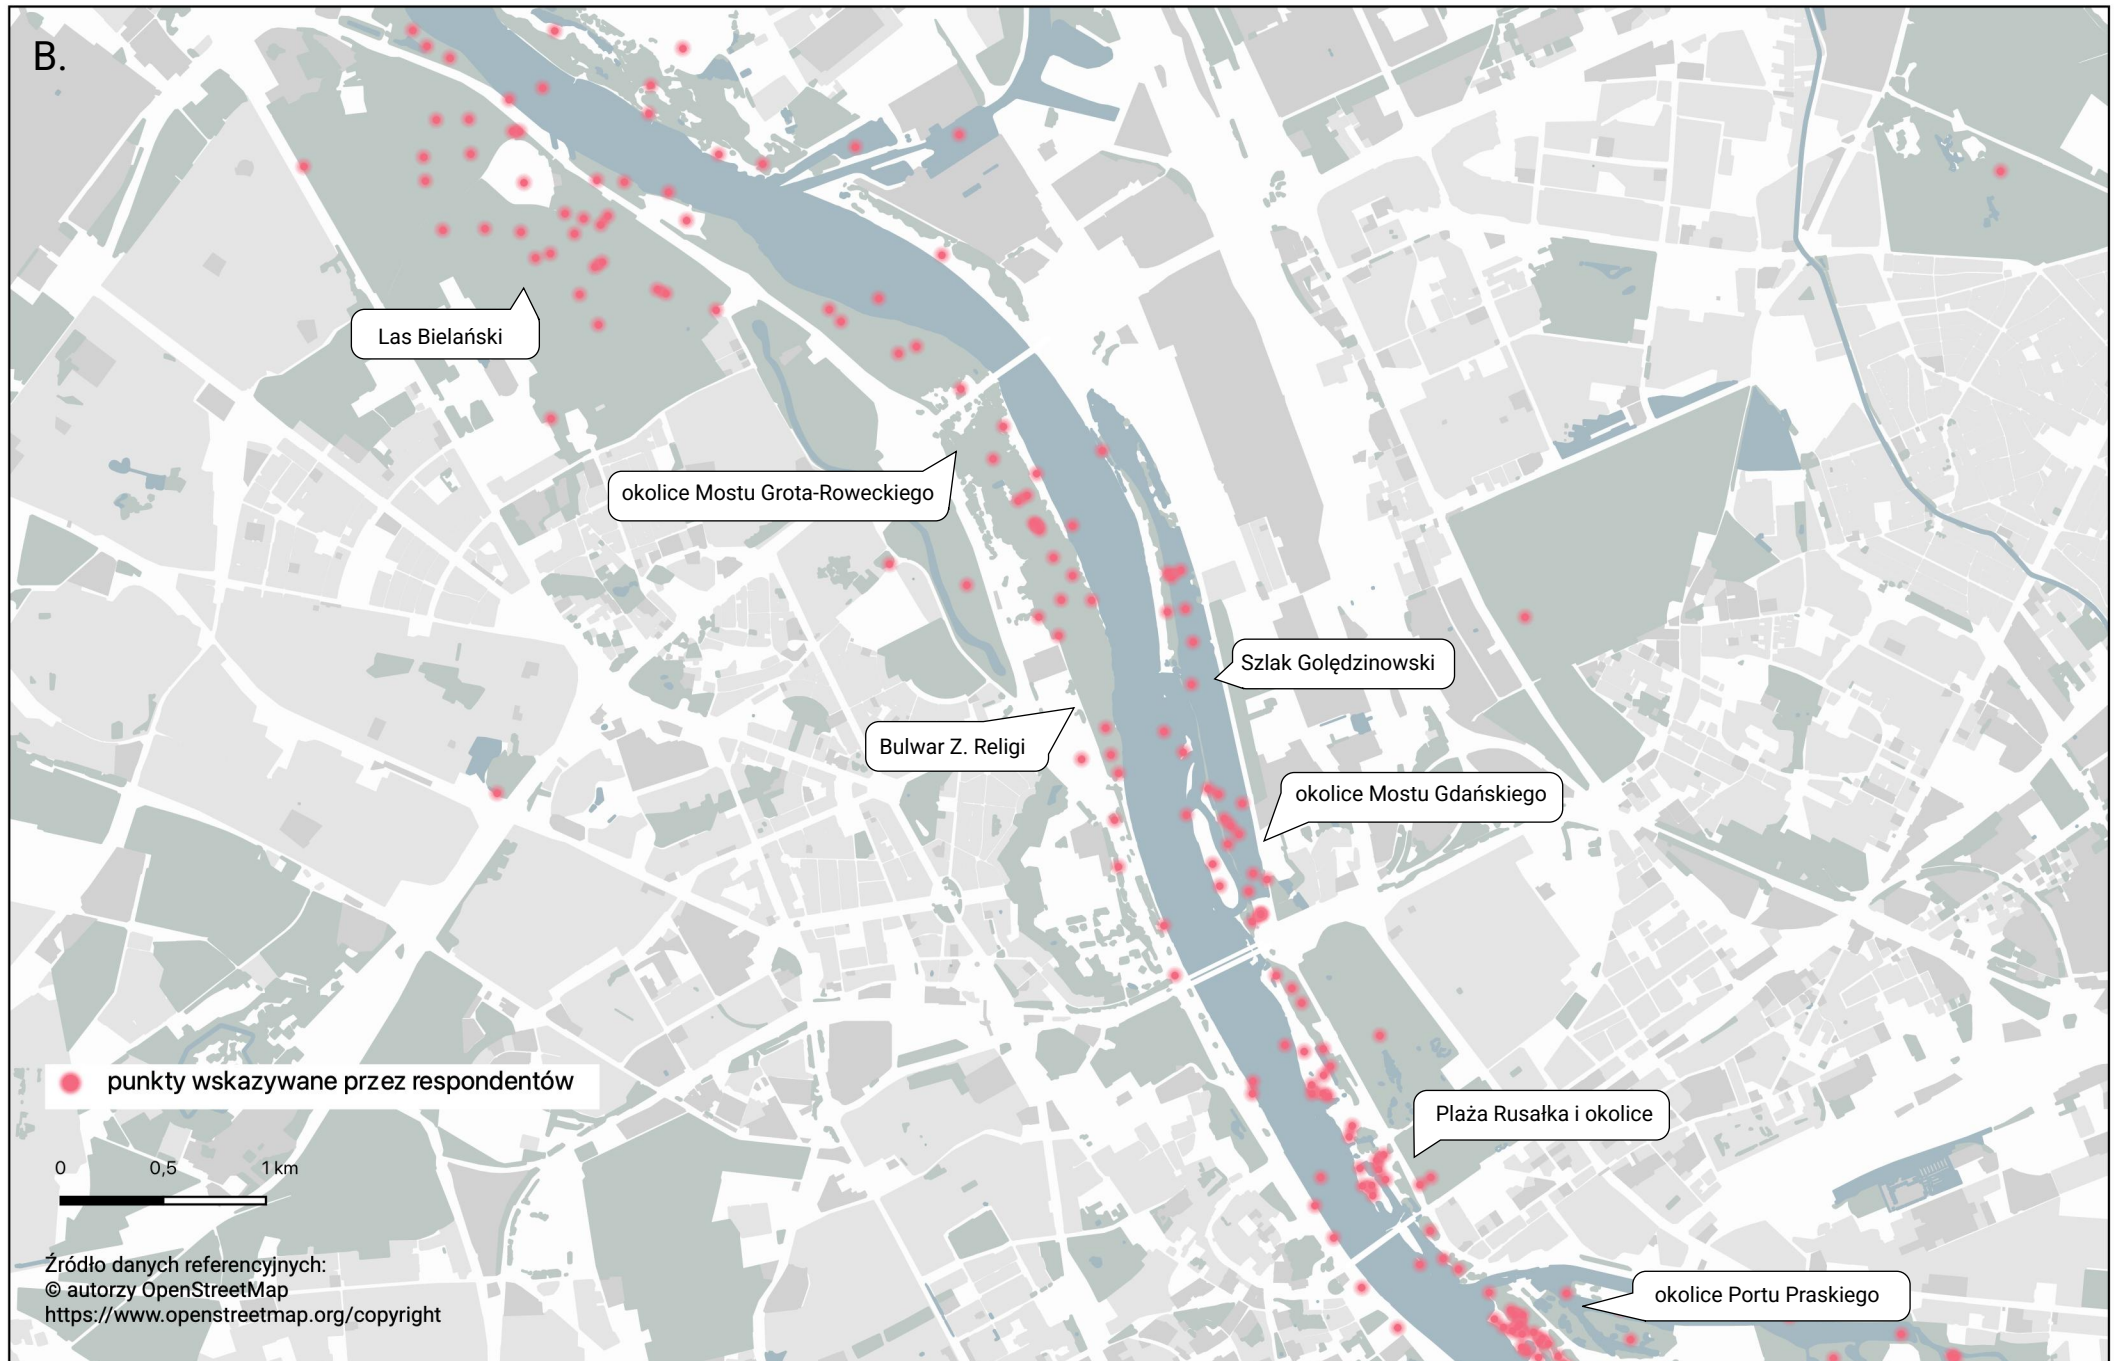 B.
Las Bielański
okolice Mostu Grota-Roweckiego
Szlak Golędzinowski
Bulwar Z. Religi
okolice Mostu Gdańskiego
punkty wskazywane przez respondentów
Plaża Rusałka i okolice
0 0,5 1 km
Źródło danych referencyjnych:
© autorzy OpenStreetMap
https://www.openstreetmap.org/copyright
okolice Portu Praskiego